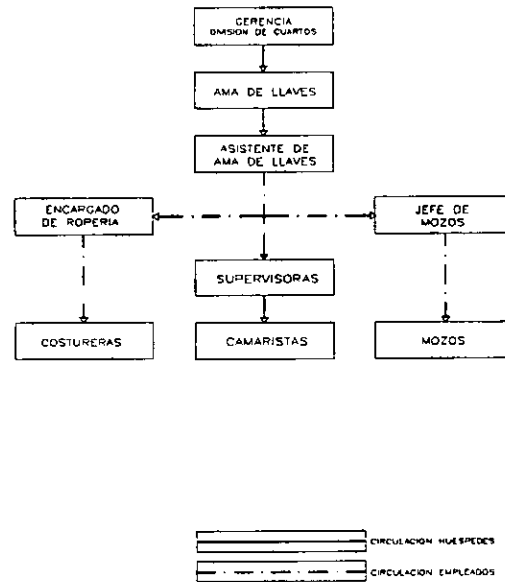 GERENCIA
DIVISION DE CUARTOS
AMA DE LLAVES
ASISTENTE DE
AMA DE LLAVES
ENCARGADO
DE ROPERIA
JEFE DE
MOZOS
SUPERVISORAS
COSTURERAS
CAMARISTAS
MOZOS
CIRCULACION HUESPEDES
CIRCULACION EMPLEADOS